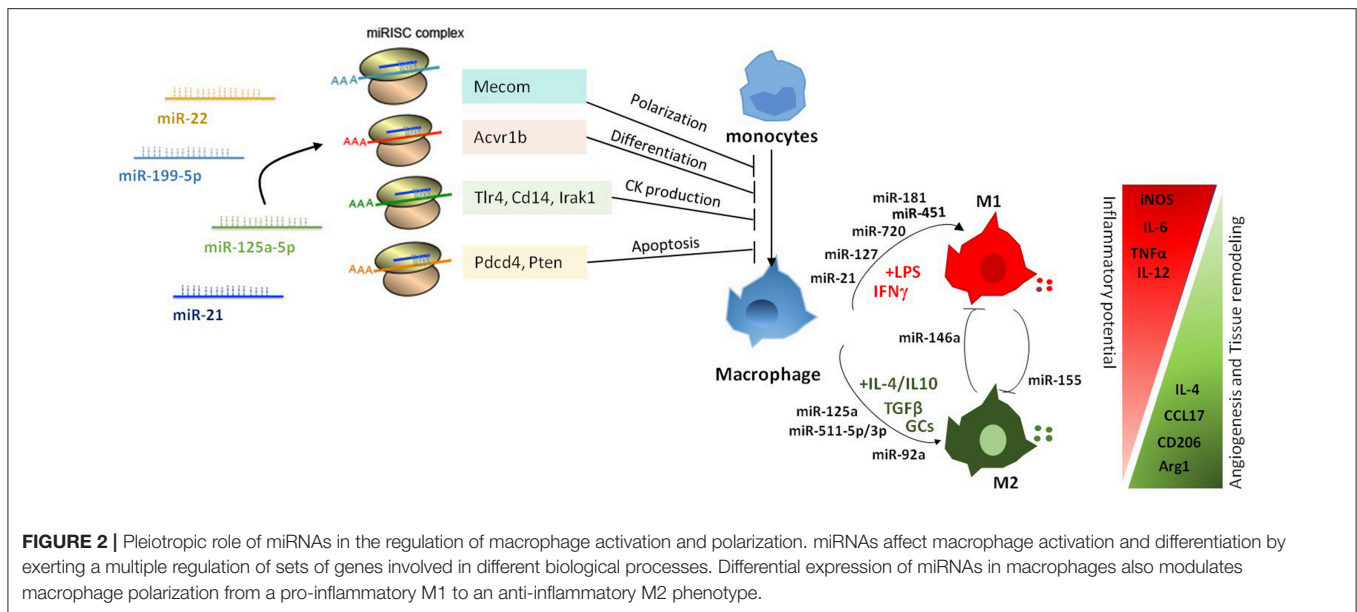 miRISC complex
miR-22
miR-199-5p
miR-125a-5p
miR-21
AAA
Mecom
AAA
Acvr1b
AAA
Tlr4, Cd14, Irak1
AAA
Pdcd4, Pten
Polarization
Differentiation
CK production
Apoptosis
monocytes
Macrophage
miR-181
miR-451
miR-720
miR-127
miR-21
+LPS
IFNγ
M1
miR-146a
miR-155
+IL-4/IL10
TGFβ
GCs
miR-125a
miR-511-5p/3p
miR-92a
M2
Inflammatory potential
iNOS
IL-6
TNFα
IL-12
IL-4
CCL17
CD206
Arg1
Angiogenesis and Tissue remodeling
FIGURE 2 | Pleiotropic role of miRNAs in the regulation of macrophage activation and polarization. miRNAs affect macrophage activation and differentiation by
exerting a multiple regulation of sets of genes involved in different biological processes. Differential expression of miRNAs in macrophages also modulates
macrophage polarization from a pro-inflammatory M1 to an anti-inflammatory M2 phenotype.